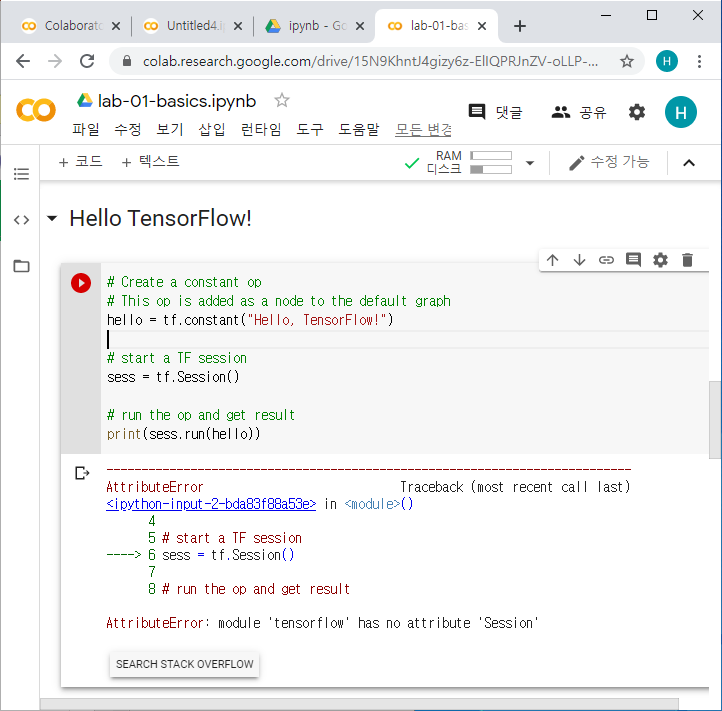 Colaborato
Untitled4.i
ipynb - Go
lab-01-bas
colab.research.google.com/drive/15N9KhntJ4gizy6z-EIIQPRJnZV-oLLP-...
H
lab-01-basics.ipynb
파일 수정 보기 삽입 런타임 도구 도움말 모든 변경
댓글
공유
H
+ 코드 + 텍스트
RAM
디스크
수정 가능
Hello TensorFlow!
# Create a constant op
# This op is added as a node to the default graph
hello = tf.constant("Hello, TensorFlow!")
# start a TF session
sess = tf.Session()
# run the op and get result
print(sess.run(hello))
---------------------------------------------------------------------------
AttributeError Traceback (most recent call last)
<ipython-input-2-bda83f88a53e> in <module>()
4
5 # start a TF session
----> 6 sess = tf.Session()
7
8 # run the op and get result
AttributeError: module 'tensorflow' has no attribute 'Session'
SEARCH STACK OVERFLOW